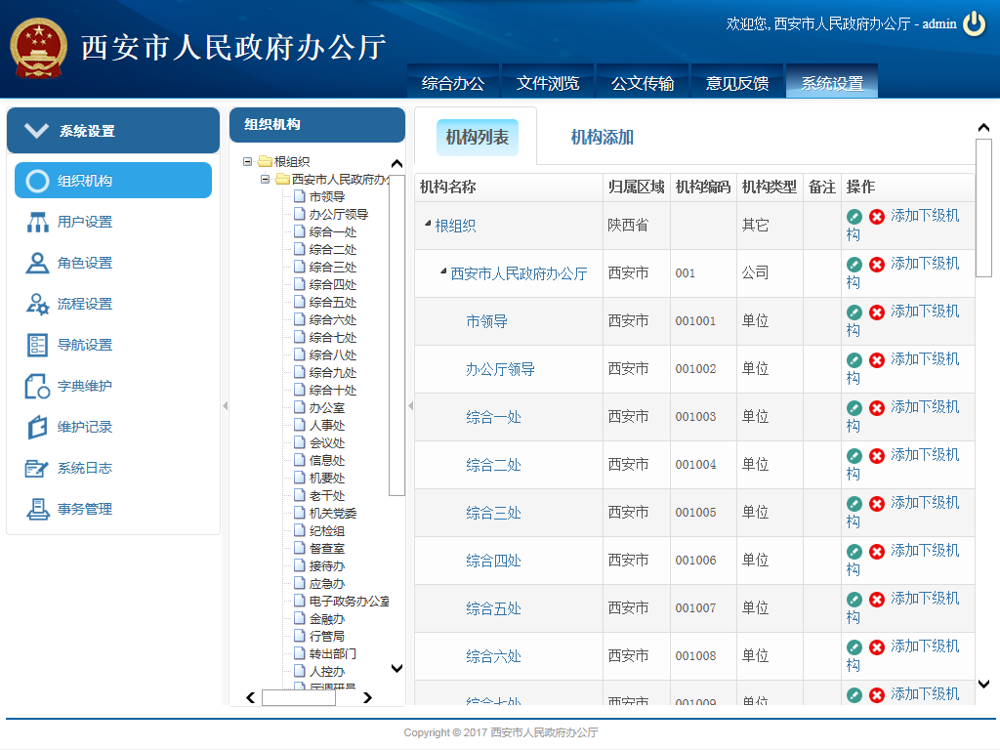 西安市人民政府办公厅
欢迎您, 西安市人民政府办公厅 - admin
综合办公 文件浏览 公文传输 意见反馈 系统设置
系统设置
组织机构
用户设置
角色设置
流程设置
导航设置
字典维护
维护记录
系统日志
事务管理
组织机构
根组织
西安市人民政府办公
市领导
办公厅领导
综合一处
综合二处
综合三处
综合四处
综合五处
综合六处
综合七处
综合八处
综合九处
综合十处
办公室
人事处
会议处
信息处
机要处
老干处
机关党委
纪检组
督查室
接待办
应急办
电子政务办公室
金融办
行管局
转出部门
人控办
机构列表 机构添加
机构名称 归属区域 机构编码 机构类型 备注 操作
根组织 陕西省 其它 添加下级机
构
西安市人民政府办公厅 西安市 001 公司 添加下级机
构
市领导 西安市 001001 单位 添加下级机
构
办公厅领导 西安市 001002 单位 添加下级机
构
综合一处 西安市 001003 单位 添加下级机
构
综合二处 西安市 001004 单位 添加下级机
构
综合三处 西安市 001005 单位 添加下级机
构
综合四处 西安市 001006 单位 添加下级机
构
综合五处 西安市 001007 单位 添加下级机
构
综合六处 西安市 001008 单位 添加下级机
构
综合七处 西安市 001009 单位 添加下级机
Copyright © 2017 西安市人民政府办公厅